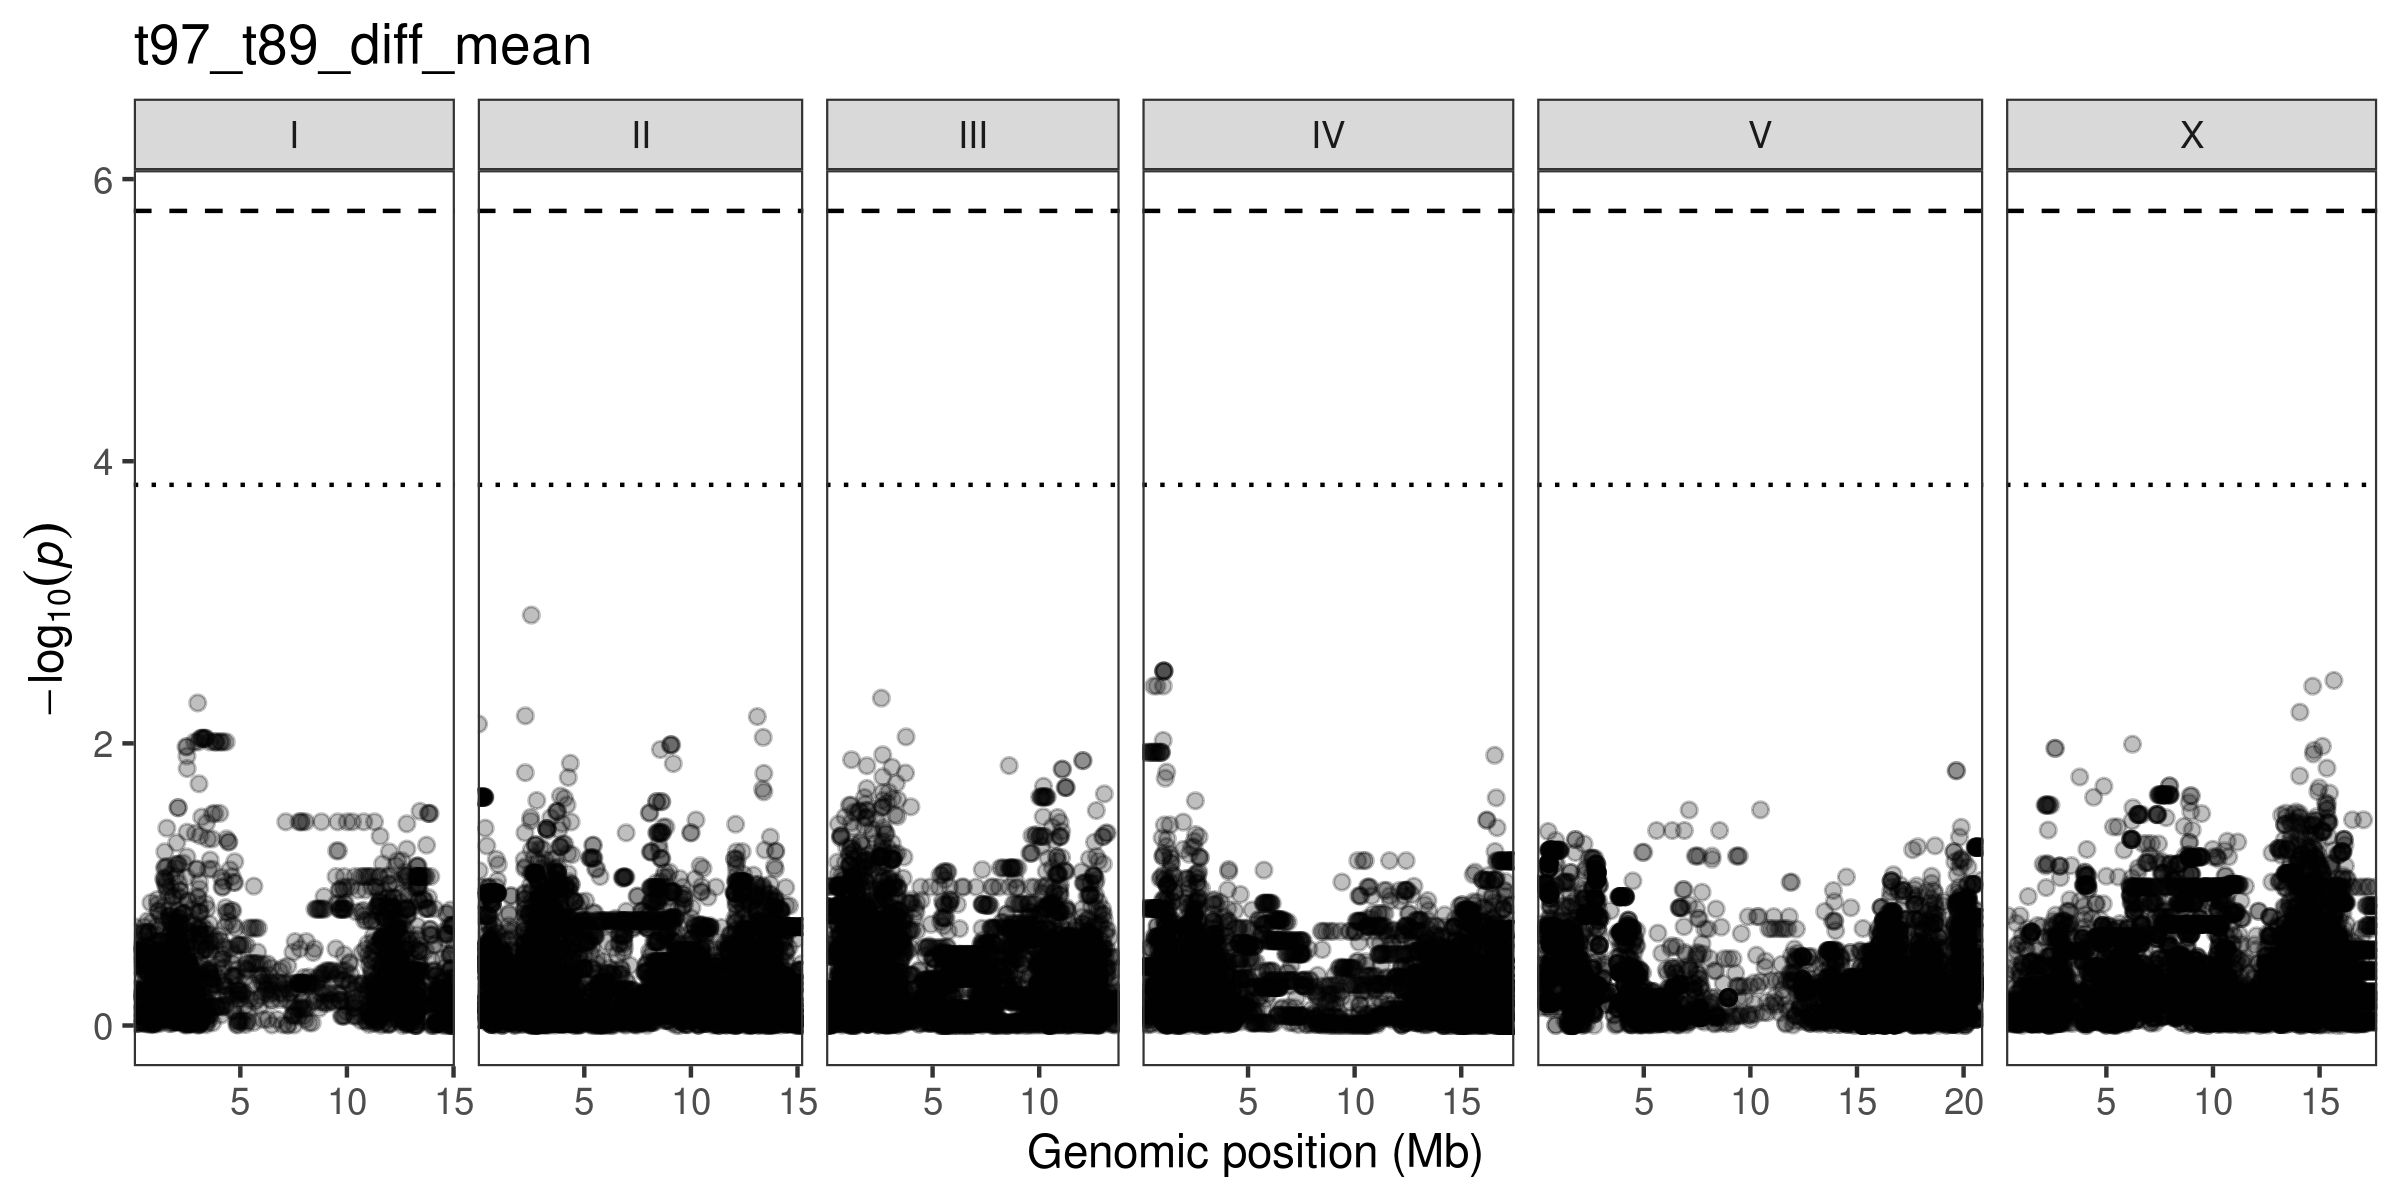 t97_t89_diff_mean
I II III IV V X
6
4
2
0
−log₁₀(p)
5 10 15 5 10 15 5 10 5 10 15 5 10 15 20 5 10 15
Genomic position (Mb)